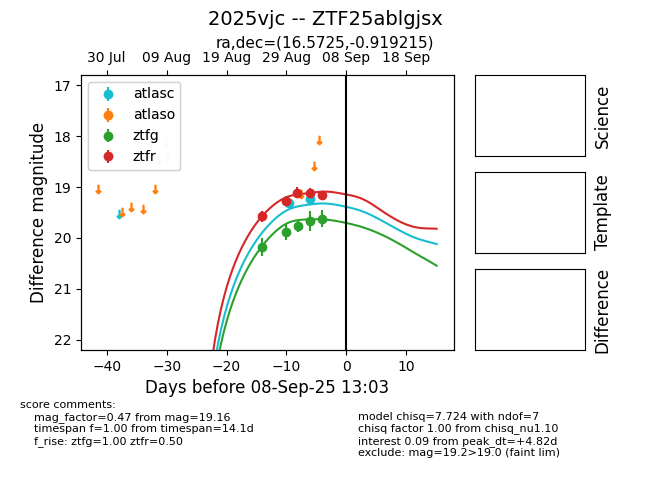 2025vjc -- ZTF25ablgjsx
ra,dec=(16.5725,-0.919215)
30 Jul 09 Aug 19 Aug 29 Aug 08 Sep 18 Sep
atlasc
atlaso
ztfg
ztfr
17
18
19
20
21
22
Difference magnitude
−40 −30 −20 −10 0 10
Days before 08-Sep-25 13:03
Science
Template
Difference
score comments:
mag_factor=0.47 from mag=19.16
timespan f=1.00 from timespan=14.1d
f_rise: ztfg=1.00 ztfr=0.50
model chisq=7.724 with ndof=7
chisq factor 1.00 from chisq_nu1.10
interest 0.09 from peak_dt=+4.82d
exclude: mag=19.2>19.0 (faint lim)